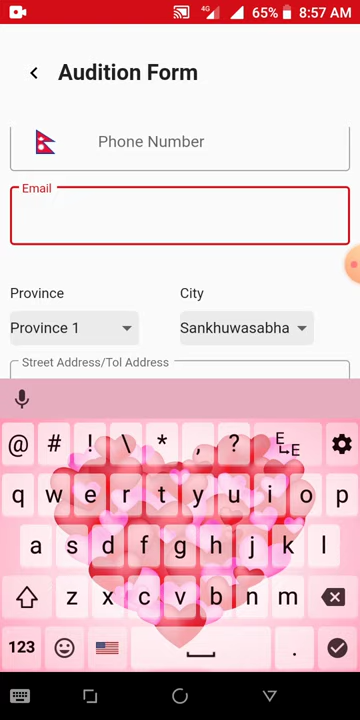 4G 65% 8:57 AM
Audition Form
Phone Number
Email
Province City
Province 1 Sankhuwasabha
Street Address/Tol Address
@ # ! \ * , ? E E
q w e r t y u i o p
a s d f g h j k l
z x c v b n m
123 .